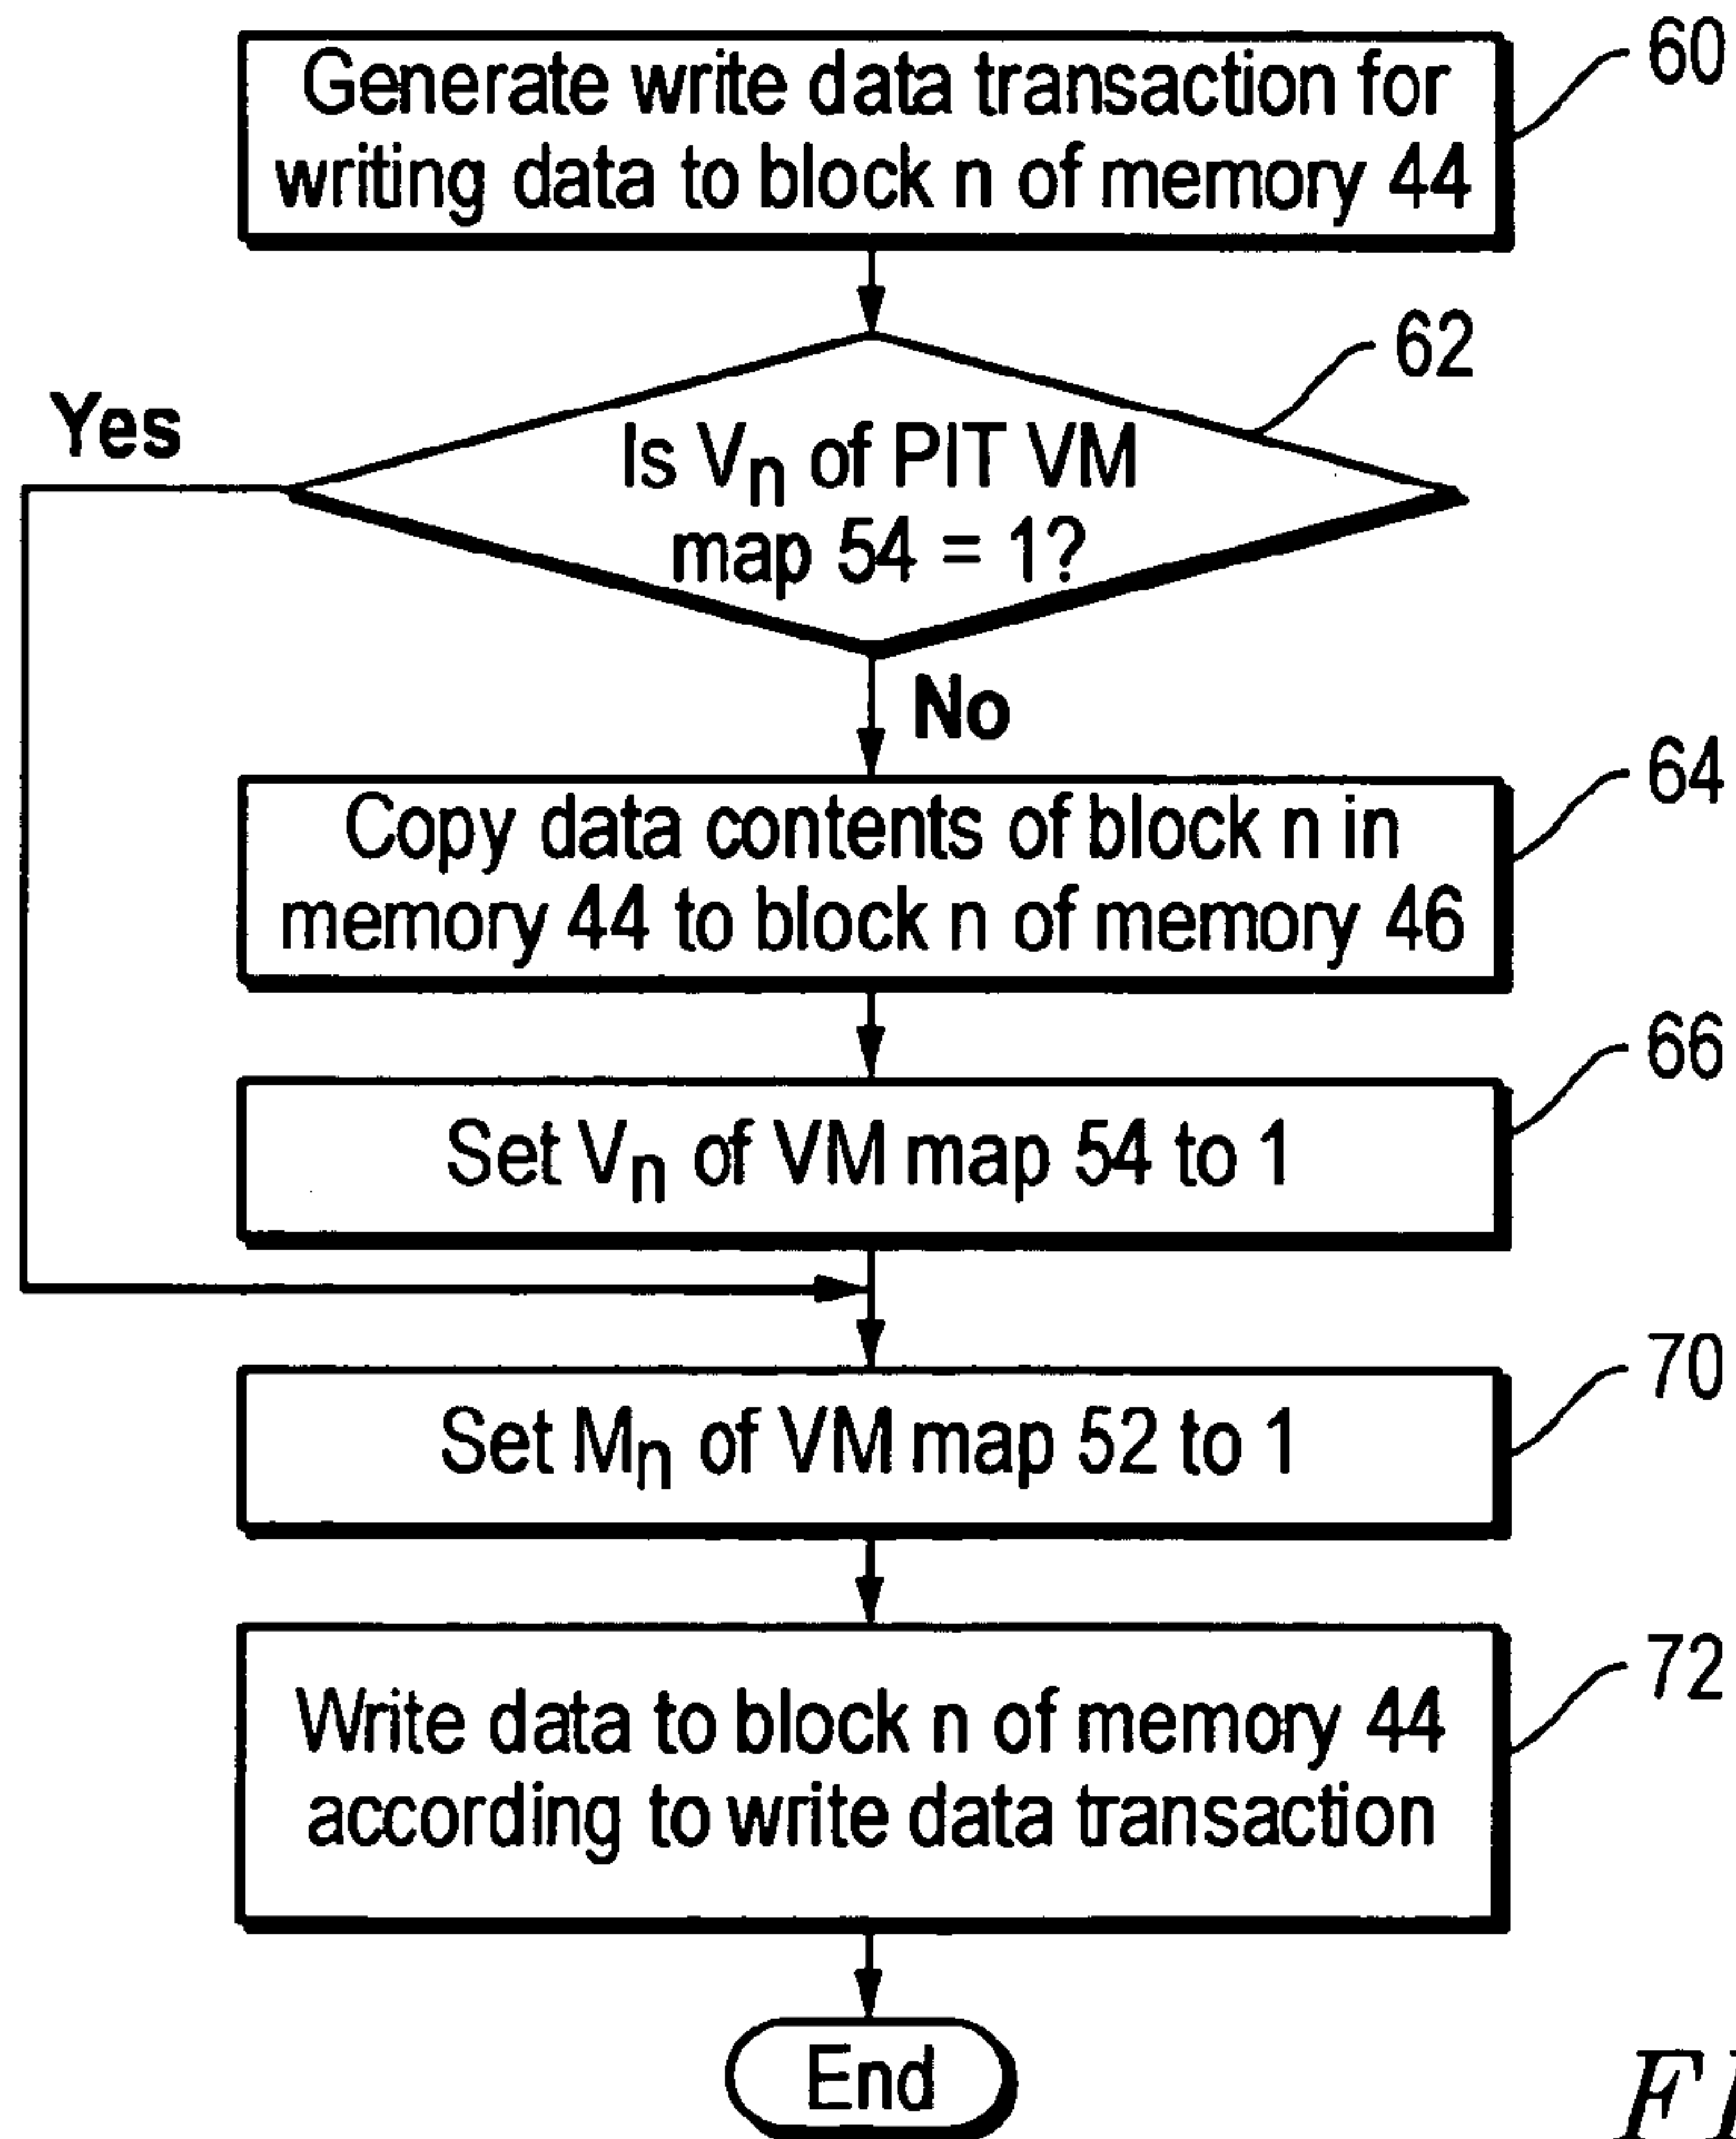 60
Generate write data transaction for
writing data to block n of memory 44
62
Yes
Is Vn of PIT VM
map 54 = 1?
No
64
Copy data contents of block n in
memory 44 to block n of memory 46
66
Set Vn of VM map 54 to 1
70
Set Mn of VM map 52 to 1
72
Write data to block n of memory 44
according to write data transaction
End